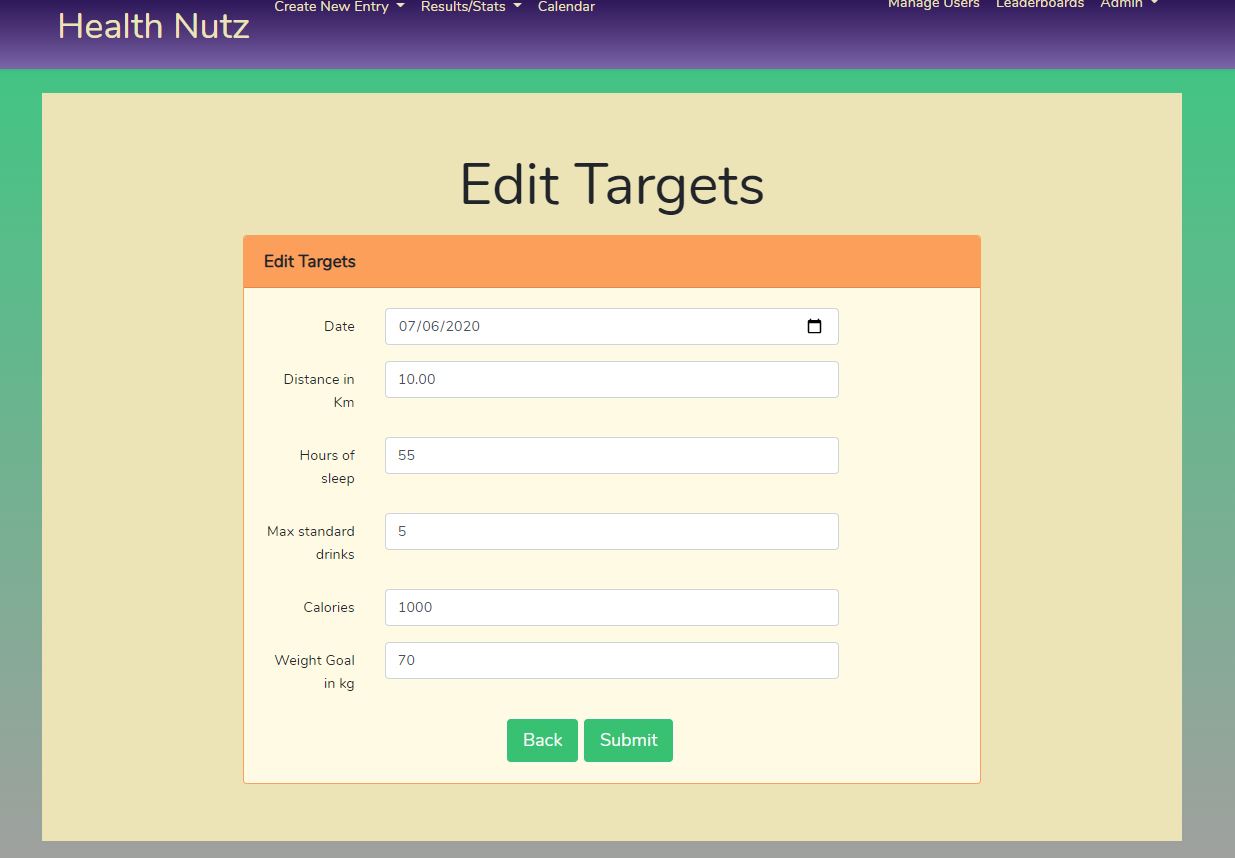 Health Nutz
Create New Entry
Results/Stats
Calendar
Manage Users
Leaderboards
Admin
Edit Targets
Edit Targets
Date
07/06/2020
Distance in
Km
10.00
Hours of
sleep
55
Max standard
drinks
5
Calories
1000
Weight Goal
in kg
70
Back
Submit